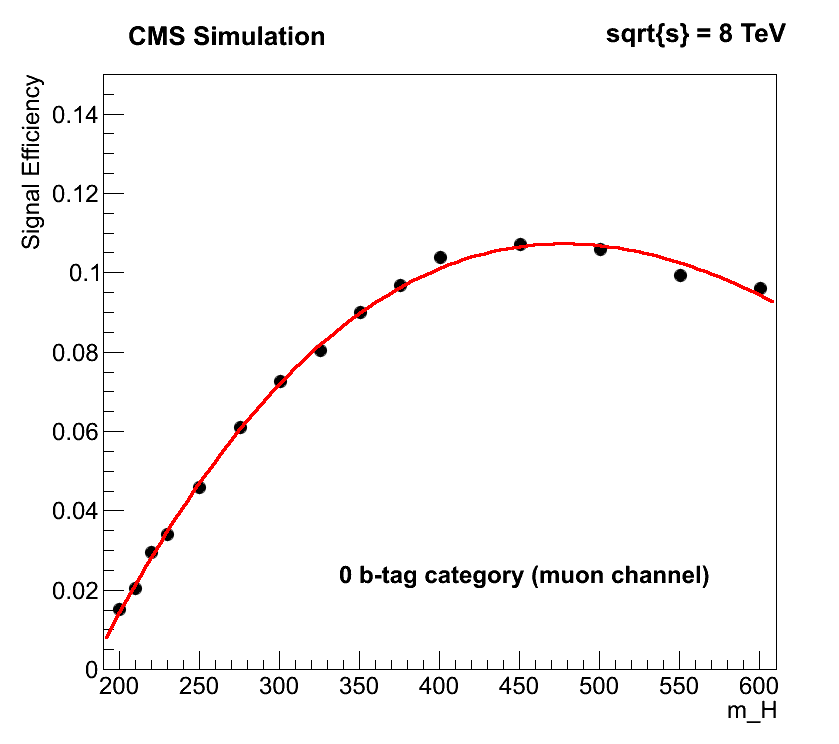 CMS Simulation
sqrt{s} = 8 TeV
Signal Efficiency
0.14
0.12
0.1
0.08
0.06
0.04
0.02
0
0 b-tag category (muon channel)
200 250 300 350 400 450 500 550 600
m_H